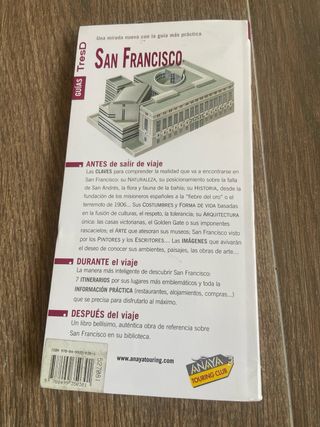 Una mirada nueva con la guía más práctica
GUÍAS TresD
SAN FRANCISCO
ANTES de salir de viaje
Las CLAVES para comprender la realidad que va a encontrarse en
San Francisco: su NATURALEZA, su posicionamiento sobre la falla
de San Andrés, la flora y fauna de la bahía; su HISTORIA, desde la
fundación de los misioneros españoles a la "fiebre del oro" o el
terremoto de 1906... Sus COSTUMBRES y FORMA DE VIDA basadas
en la fusión de culturas, el respeto, la tolerancia; su ARQUITECTURA
única: las casas victorianas, el Golden Gate o sus imponentes
rascacielos; el ARTE que atesoran sus museos; San Francisco
visto por los PINTORES y los ESCRITORES.... Las IMÁGENES que avivarán
el deseo de conocer sus ambientes, paisajes, las obras de arte...
DURANTE el viaje
La manera más inteligente de descubrir San Francisco:
7 ITINERARIOS por sus lugares más emblemáticos y toda la
INFORMACIÓN PRÁCTICA (restaurantes, alojamientos, compras...)
que se precisa para disfrutarlo al máximo.
DESPUÉS del viaje
Un libro bellísimo, auténtica obra de referencia sobre
San Francisco en su biblioteca.
www.anayatouring.com
ANAYA
TOURING CLUB